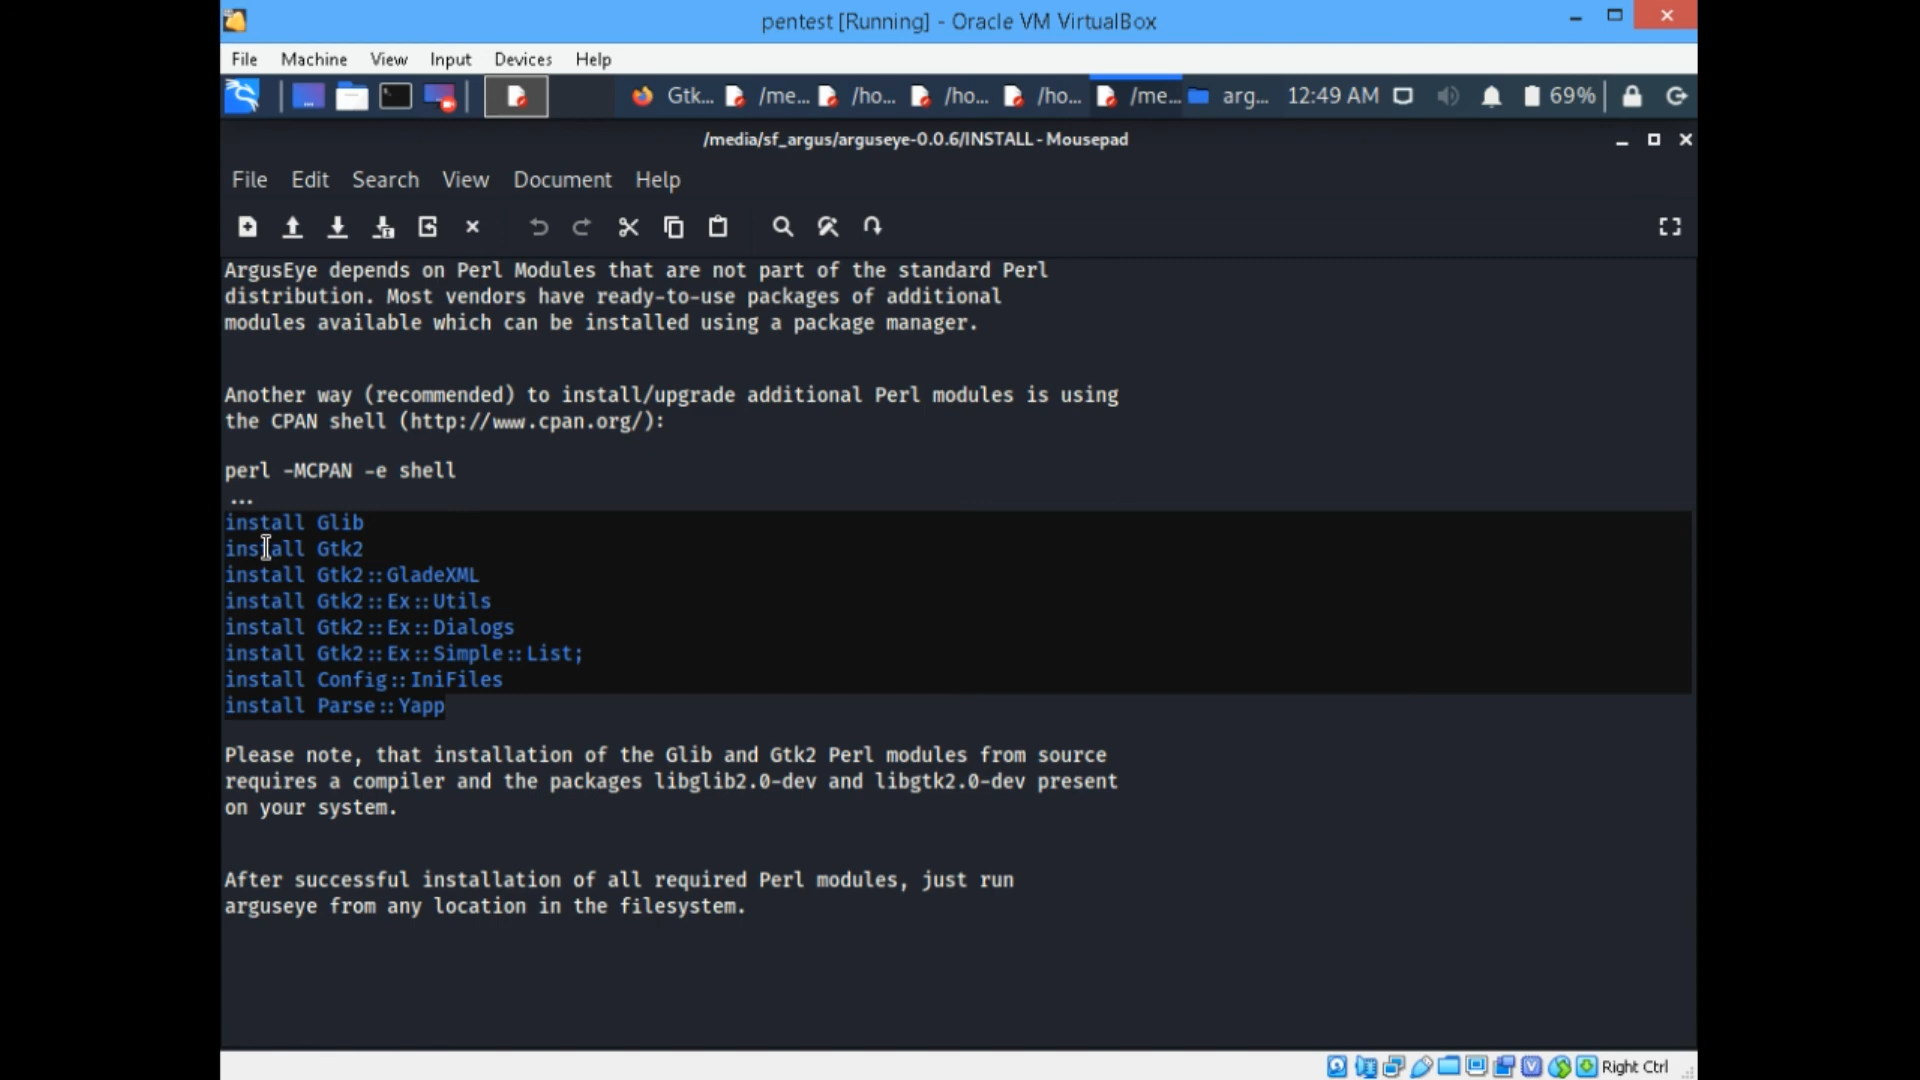 pentest [Running] - Oracle VM VirtualBox
File Machine View Input Devices Help
Gtk... /me... /ho... /ho... /ho... /me... arg... 12:49 AM 69%
/media/sf_argus/arguseye-0.0.6/INSTALL - Mousepad
File Edit Search View Document Help
ArgusEye depends on Perl Modules that are not part of the standard Perl
distribution. Most vendors have ready-to-use packages of additional
modules available which can be installed using a package manager.
Another way (recommended) to install/upgrade additional Perl modules is using
the CPAN shell (http://www.cpan.org/):
perl -MCPAN -e shell
...
install Glib
install Gtk2
install Gtk2::GladeXML
install Gtk2::Ex::Utils
install Gtk2::Ex::Dialogs
install Gtk2::Ex::Simple::List;
install Config::IniFiles
install Parse::Yapp
Please note, that installation of the Glib and Gtk2 Perl modules from source
requires a compiler and the packages libglib2.0-dev and libgtk2.0-dev present
on your system.
After successful installation of all required Perl modules, just run
arguseye from any location in the filesystem.
Right Ctrl